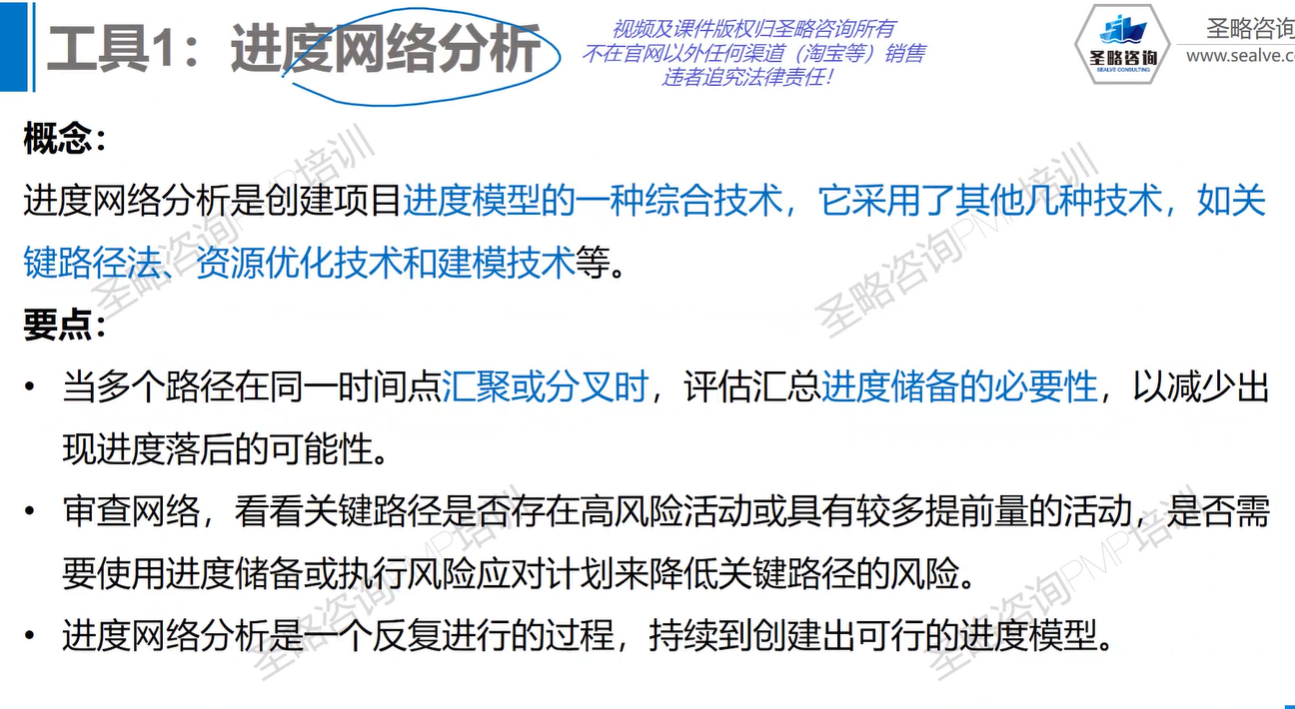 工具1：进度网络分析
视频及课件版权归圣略咨询所有
不在官网以外任何渠道（淘宝等）销售
违者追究法律责任！
圣略咨询
SEALVE CONSULTING
圣略咨询
www.sealve.c
概念：
进度网络分析是创建项目进度模型的一种综合技术，它采用了其他几种技术，如关
键路径法、资源优化技术和建模技术等。
要点：
• 当多个路径在同一时间点汇聚或分叉时，评估汇总进度储备的必要性，以减少出
现进度落后的可能性。
• 审查网络，看看关键路径是否存在高风险活动或具有较多提前量的活动，是否需
要使用进度储备或执行风险应对计划来降低关键路径的风险。
• 进度网络分析是一个反复进行的过程，持续到创建出可行的进度模型。
圣略咨询PMP培训
圣略咨询PMP培训
圣略咨询PMP培训
圣略咨询PMP培训